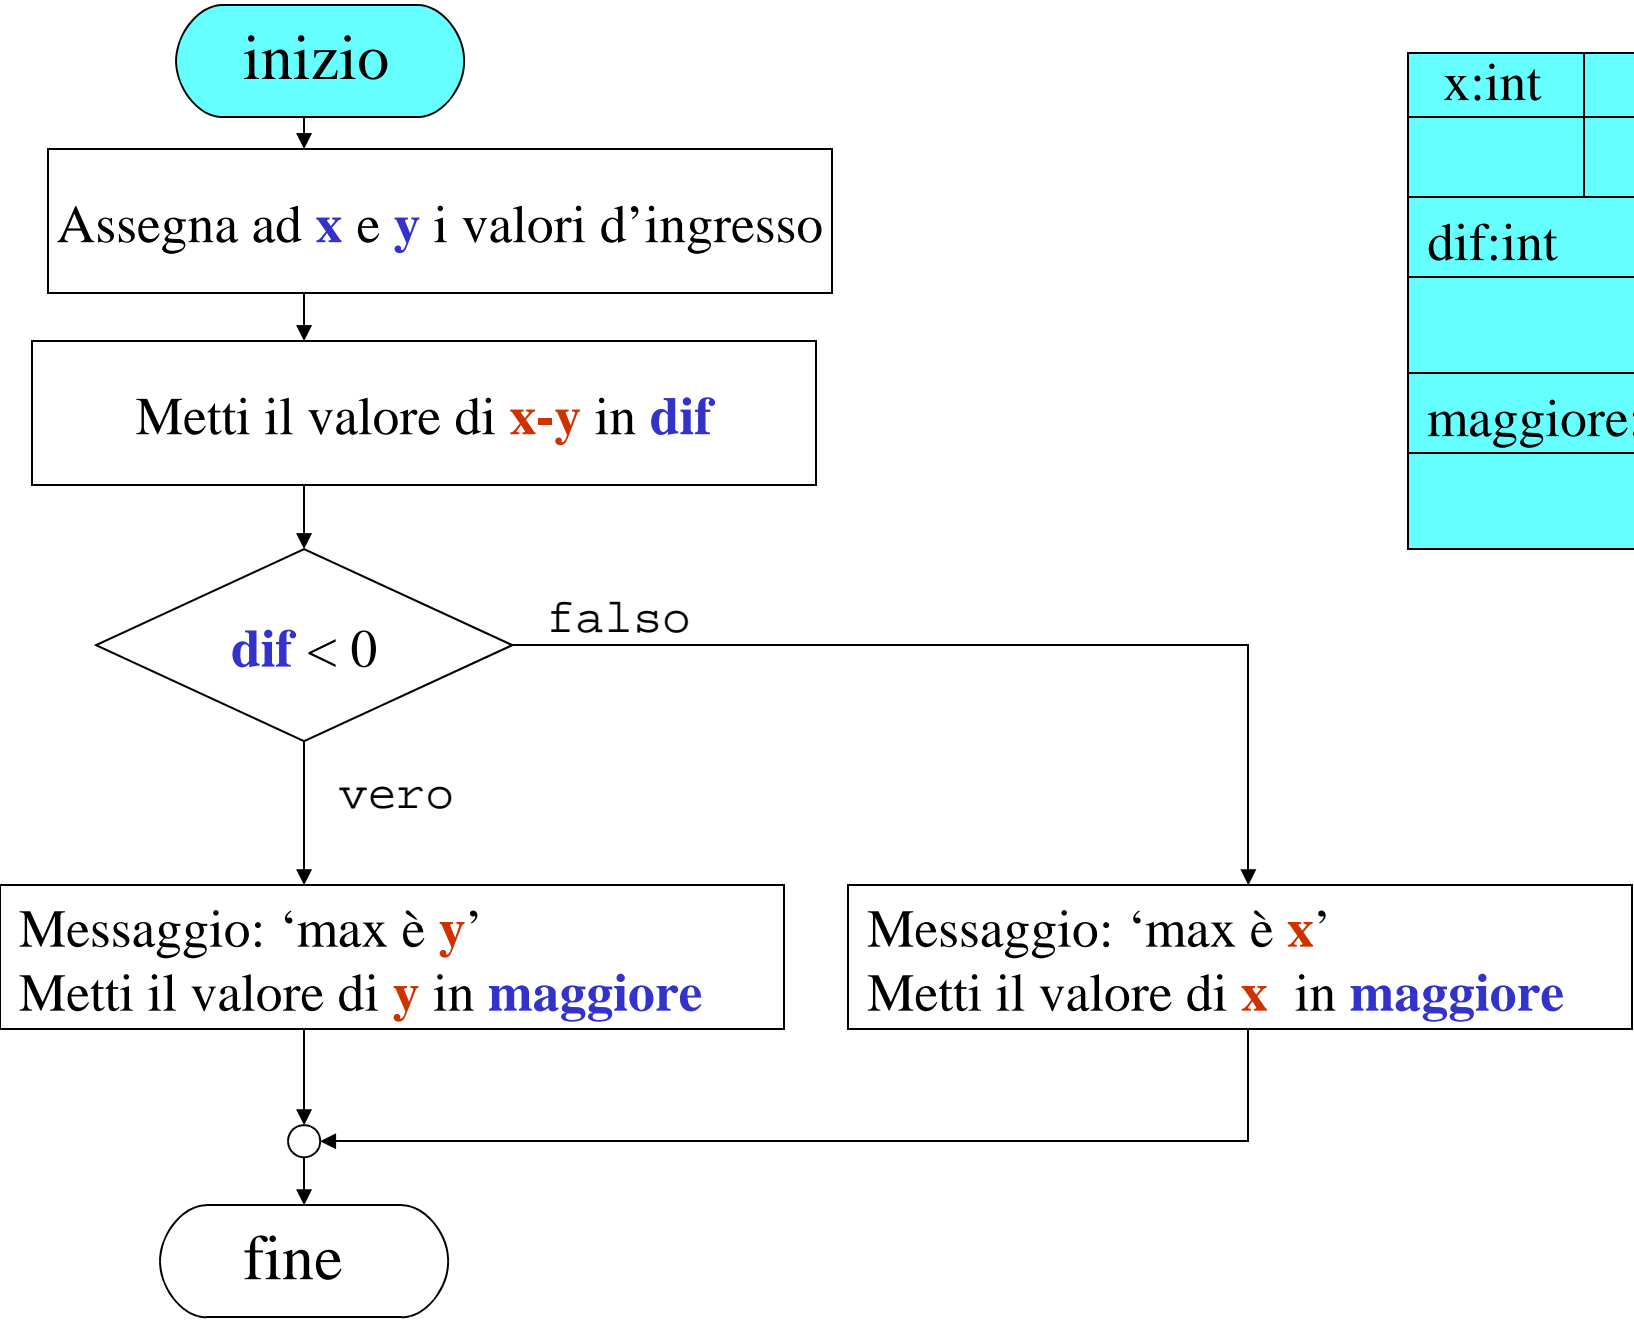 inizio
x:int
Assegna ad x e y i valori d’ingresso
dif:int
Metti il valore di x-y in dif
maggiore:
dif < 0
falso
vero
Messaggio: ‘max è y’
Metti il valore di y in maggiore
Messaggio: ‘max è x’
Metti il valore di x in maggiore
fine